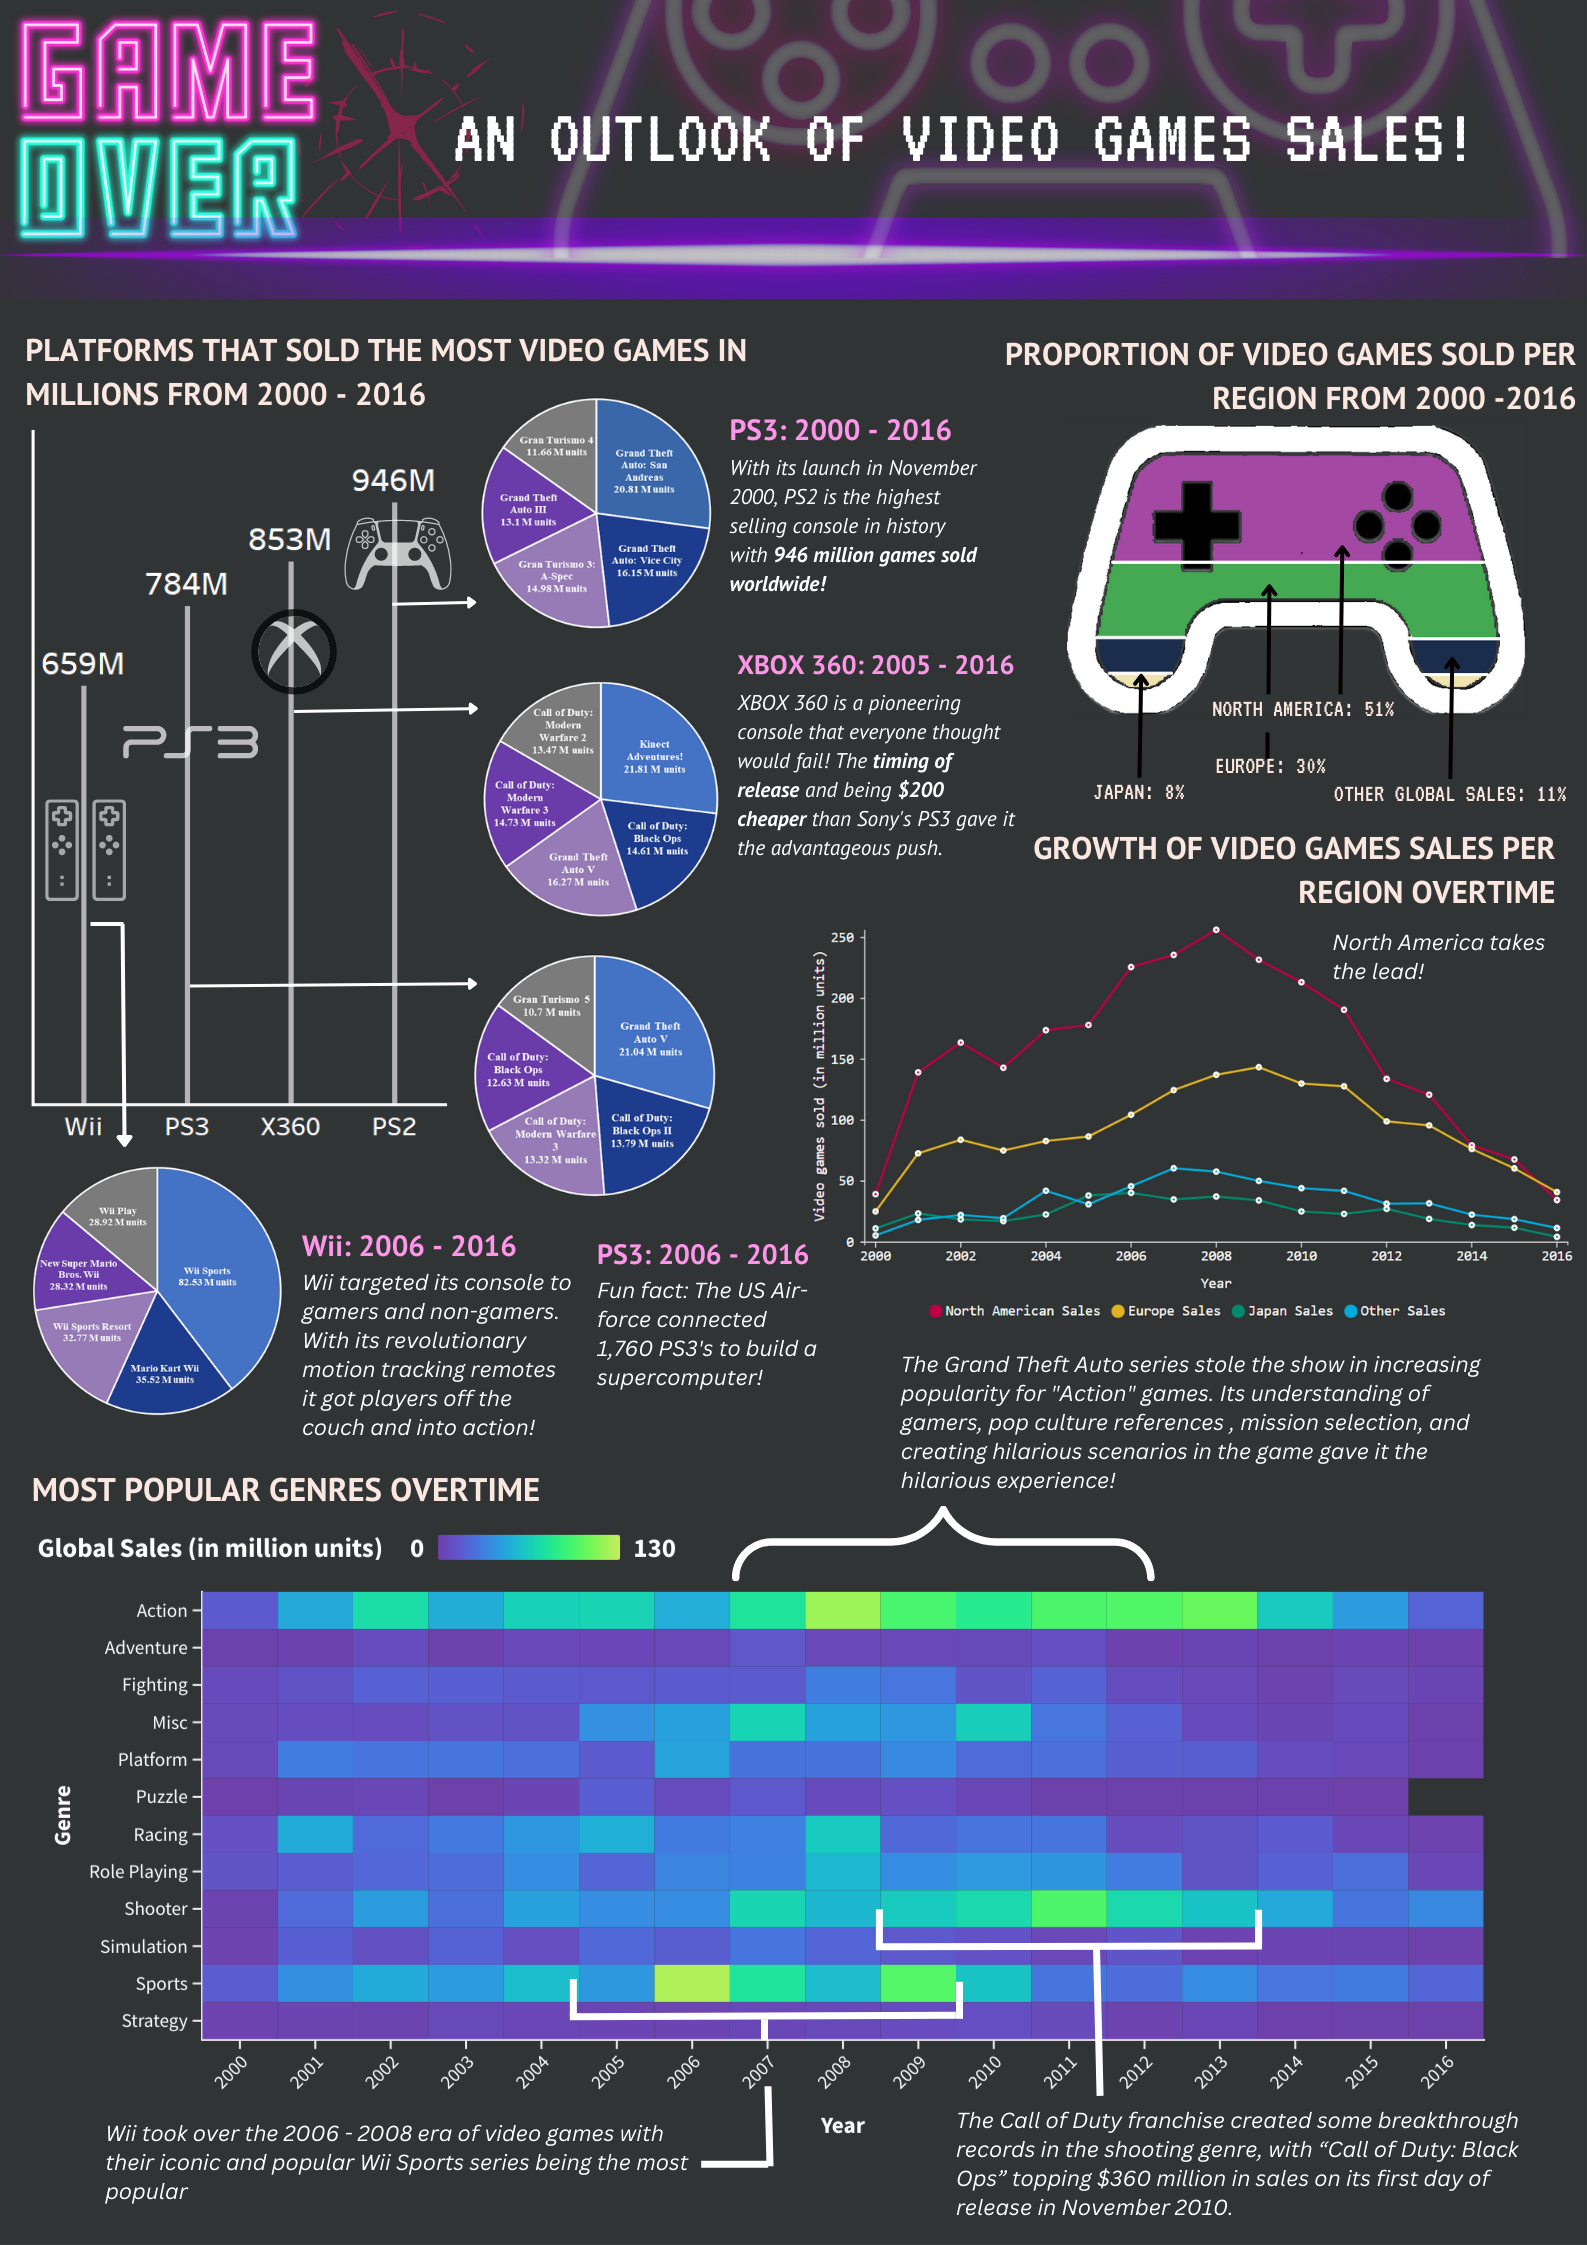 GAME
OVER
AN OUTLOOK OF VIDEO GAMES SALES!
PLATFORMS THAT SOLD THE MOST VIDEO GAMES IN
MILLIONS FROM 2000 - 2016
659M
784M
853M
946M
PS3
Wii
PS3
X360
PS2
Gran Turismo 4
11.66 M units
Grand Theft
Auto: San
Andreas
20.81 M units
Grand Theft
Auto III
13.1 M units
Gran Turismo 3:
A-Spec
14.98 M units
Grand Theft
Auto: Vice City
16.15 M units
PS3: 2000 - 2016
With its launch in November
2000, PS2 is the highest
selling console in history
with 946 million games sold
worldwide!
Call of Duty:
Modern
Warfare 2
13.47 M units
Kinect
Adventures!
21.81 M units
Call of Duty:
Modern
Warfare 3
14.73 M units
Grand Theft
Auto V
16.27 M units
Call of Duty:
Black Ops
14.61 M units
XBOX 360: 2005 - 2016
XBOX 360 is a pioneering
console that everyone thought
would fail! The timing of
release and being $200
cheaper than Sony's PS3 gave it
the advantageous push.
Gran Turismo 5
10.7 M units
Grand Theft
Auto V
21.04 M units
Call of Duty:
Black Ops
12.63 M units
Call of Duty:
Modern Warfare
3
13.32 M units
Call of Duty:
Black Ops II
13.79 M units
Wii Play
28.92 M units
Wii Sports
82.53 M units
New Super Mario
Bros. Wii
28.32 M units
Wii Sports Resort
32.77 M units
Mario Kart Wii
35.52 M units
Wii: 2006 - 2016
Wii targeted its console to
gamers and non-gamers.
With its revolutionary
motion tracking remotes
it got players off the
couch and into action!
PS3: 2006 - 2016
Fun fact: The US Air-
force connected
1,760 PS3's to build a
supercomputer!
PROPORTION OF VIDEO GAMES SOLD PER
REGION FROM 2000 -2016
NORTH AMERICA: 51%
EUROPE: 30%
JAPAN: 8%
OTHER GLOBAL SALES: 11%
GROWTH OF VIDEO GAMES SALES PER
REGION OVERTIME
North America takes
the lead!
Video games sold (in million units)
250
200
150
100
50
0
2000 2002 2004 2006 2008 2010 2012 2014 2016
Year
North American Sales Europe Sales Japan Sales Other Sales
The Grand Theft Auto series stole the show in increasing
popularity for "Action" games. Its understanding of
gamers, pop culture references , mission selection, and
creating hilarious scenarios in the game gave it the
hilarious experience!
MOST POPULAR GENRES OVERTIME
Global Sales (in million units) 0 130
Genre
Action
Adventure
Fighting
Misc
Platform
Puzzle
Racing
Role Playing
Shooter
Simulation
Sports
Strategy
2000 2001 2002 2003 2004 2005 2006 2007 2008 2009 2010 2011 2012 2013 2014 2015 2016
Year
Wii took over the 2006 - 2008 era of video games with
their iconic and popular Wii Sports series being the most
popular
The Call of Duty franchise created some breakthrough
records in the shooting genre, with “Call of Duty: Black
Ops” topping $360 million in sales on its first day of
release in November 2010.